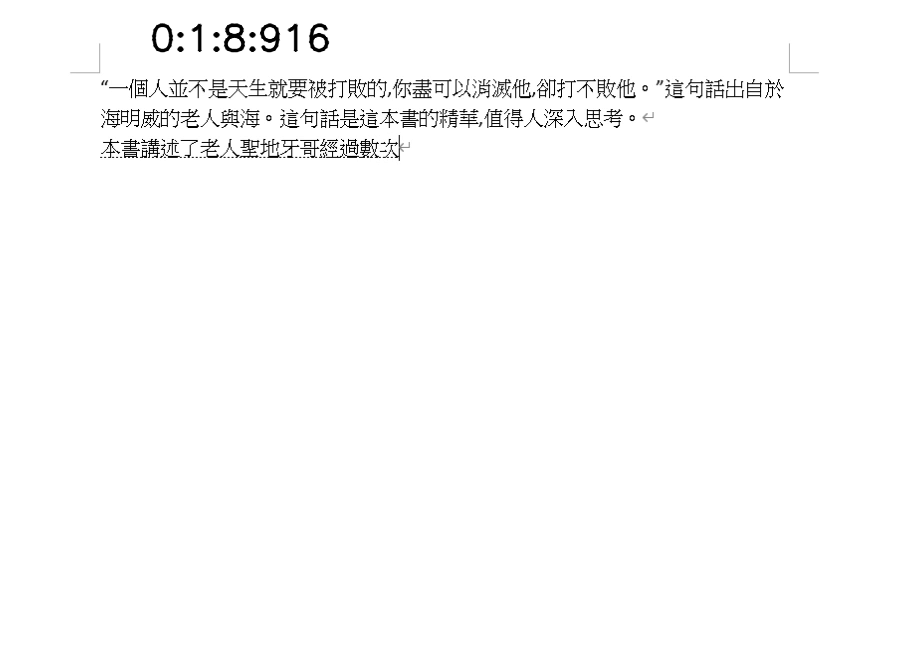 0:1:8:916
“一個人並不是天生就要被打敗的,你盡可以消滅他,卻打不敗他。”這句話出自於
海明威的老人與海。這句話是這本書的精華,值得人深入思考。
本書講述了老人聖地牙哥經過數次